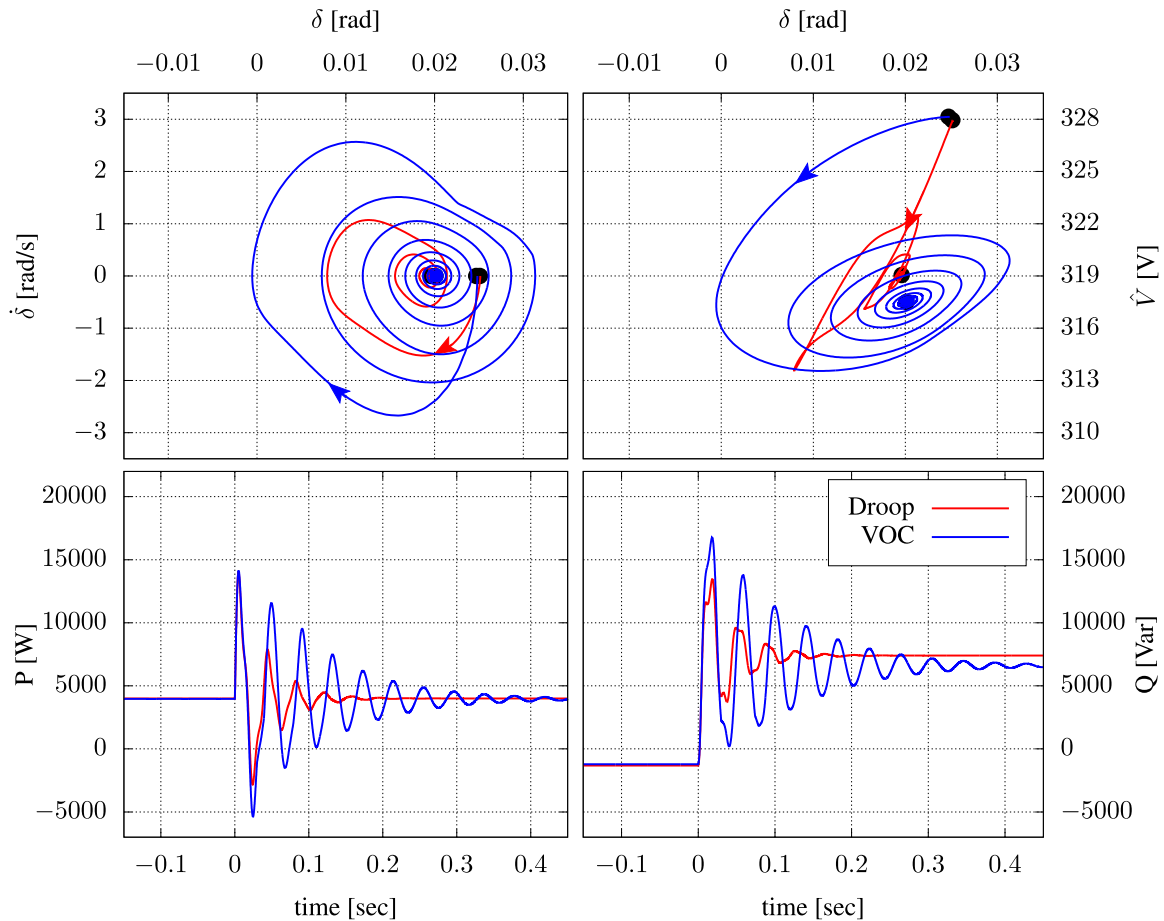 δ [rad] δ [rad]
−0.01 0 0.01 0.02 0.03 −0.01 0 0.01 0.02 0.03
3 328
2 325
1 322
0 319
−1 316
−2 313
−3 310
δ̇ [rad/s]
V̂ [V]
20000 20000
Droop
VOC
15000 15000
10000 10000
5000 5000
0 0
−5000 −5000
P [W]
Q [Var]
−0.1 0 0.1 0.2 0.3 0.4 −0.1 0 0.1 0.2 0.3 0.4
time [sec] time [sec]